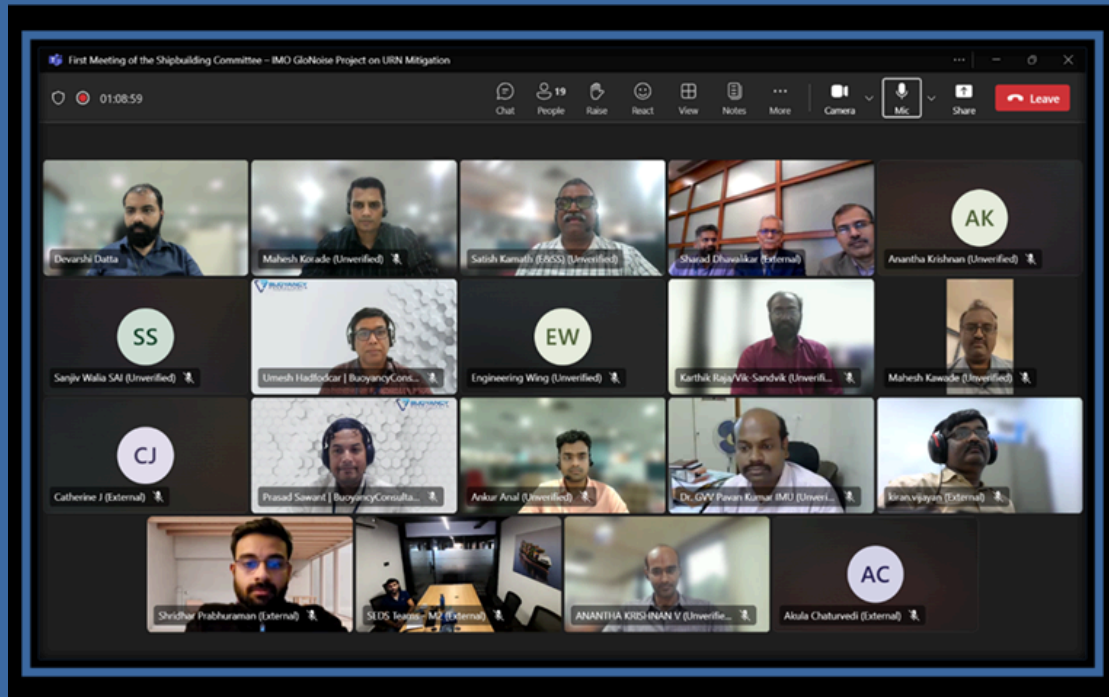 First Meeting of the Shipbuilding Committee – IMO GloNoise Project on URN Mitigation
01:08:59
19
Chat People Raise React View Notes More Camera Mic Share Leave
AK
Devarshi Datta
Mahesh Korade (Unverified)
Satish Kamath (E&SS) (Unverified)
Sharad Dhavalikar (External)
Anantha Krishnan (Unverified)
BUOYANCY
SS
EW
Sanjiv Walia SAI (Unverified)
Umesh Hadfodcar | BuoyancyCons...
Engineering Wing (Unverified)
Karthik Raja/Vik-Sandvik (Unverifi...
Mahesh Kawade (Unverified)
BUOYANCY
CJ
Catherine J (External)
Prasad Sawant | BuoyancyConsulta...
Ankur Anal (Unverified)
Dr. GVV Pavan Kumar IMU (Unveri...
kiran.vijayan (External)
AC
Shridhar Prabhuraman (External)
SEDS Teams - M2 (External)
ANANTHA KRISHNAN V (Unverifie...
Akula Chaturvedi (External)